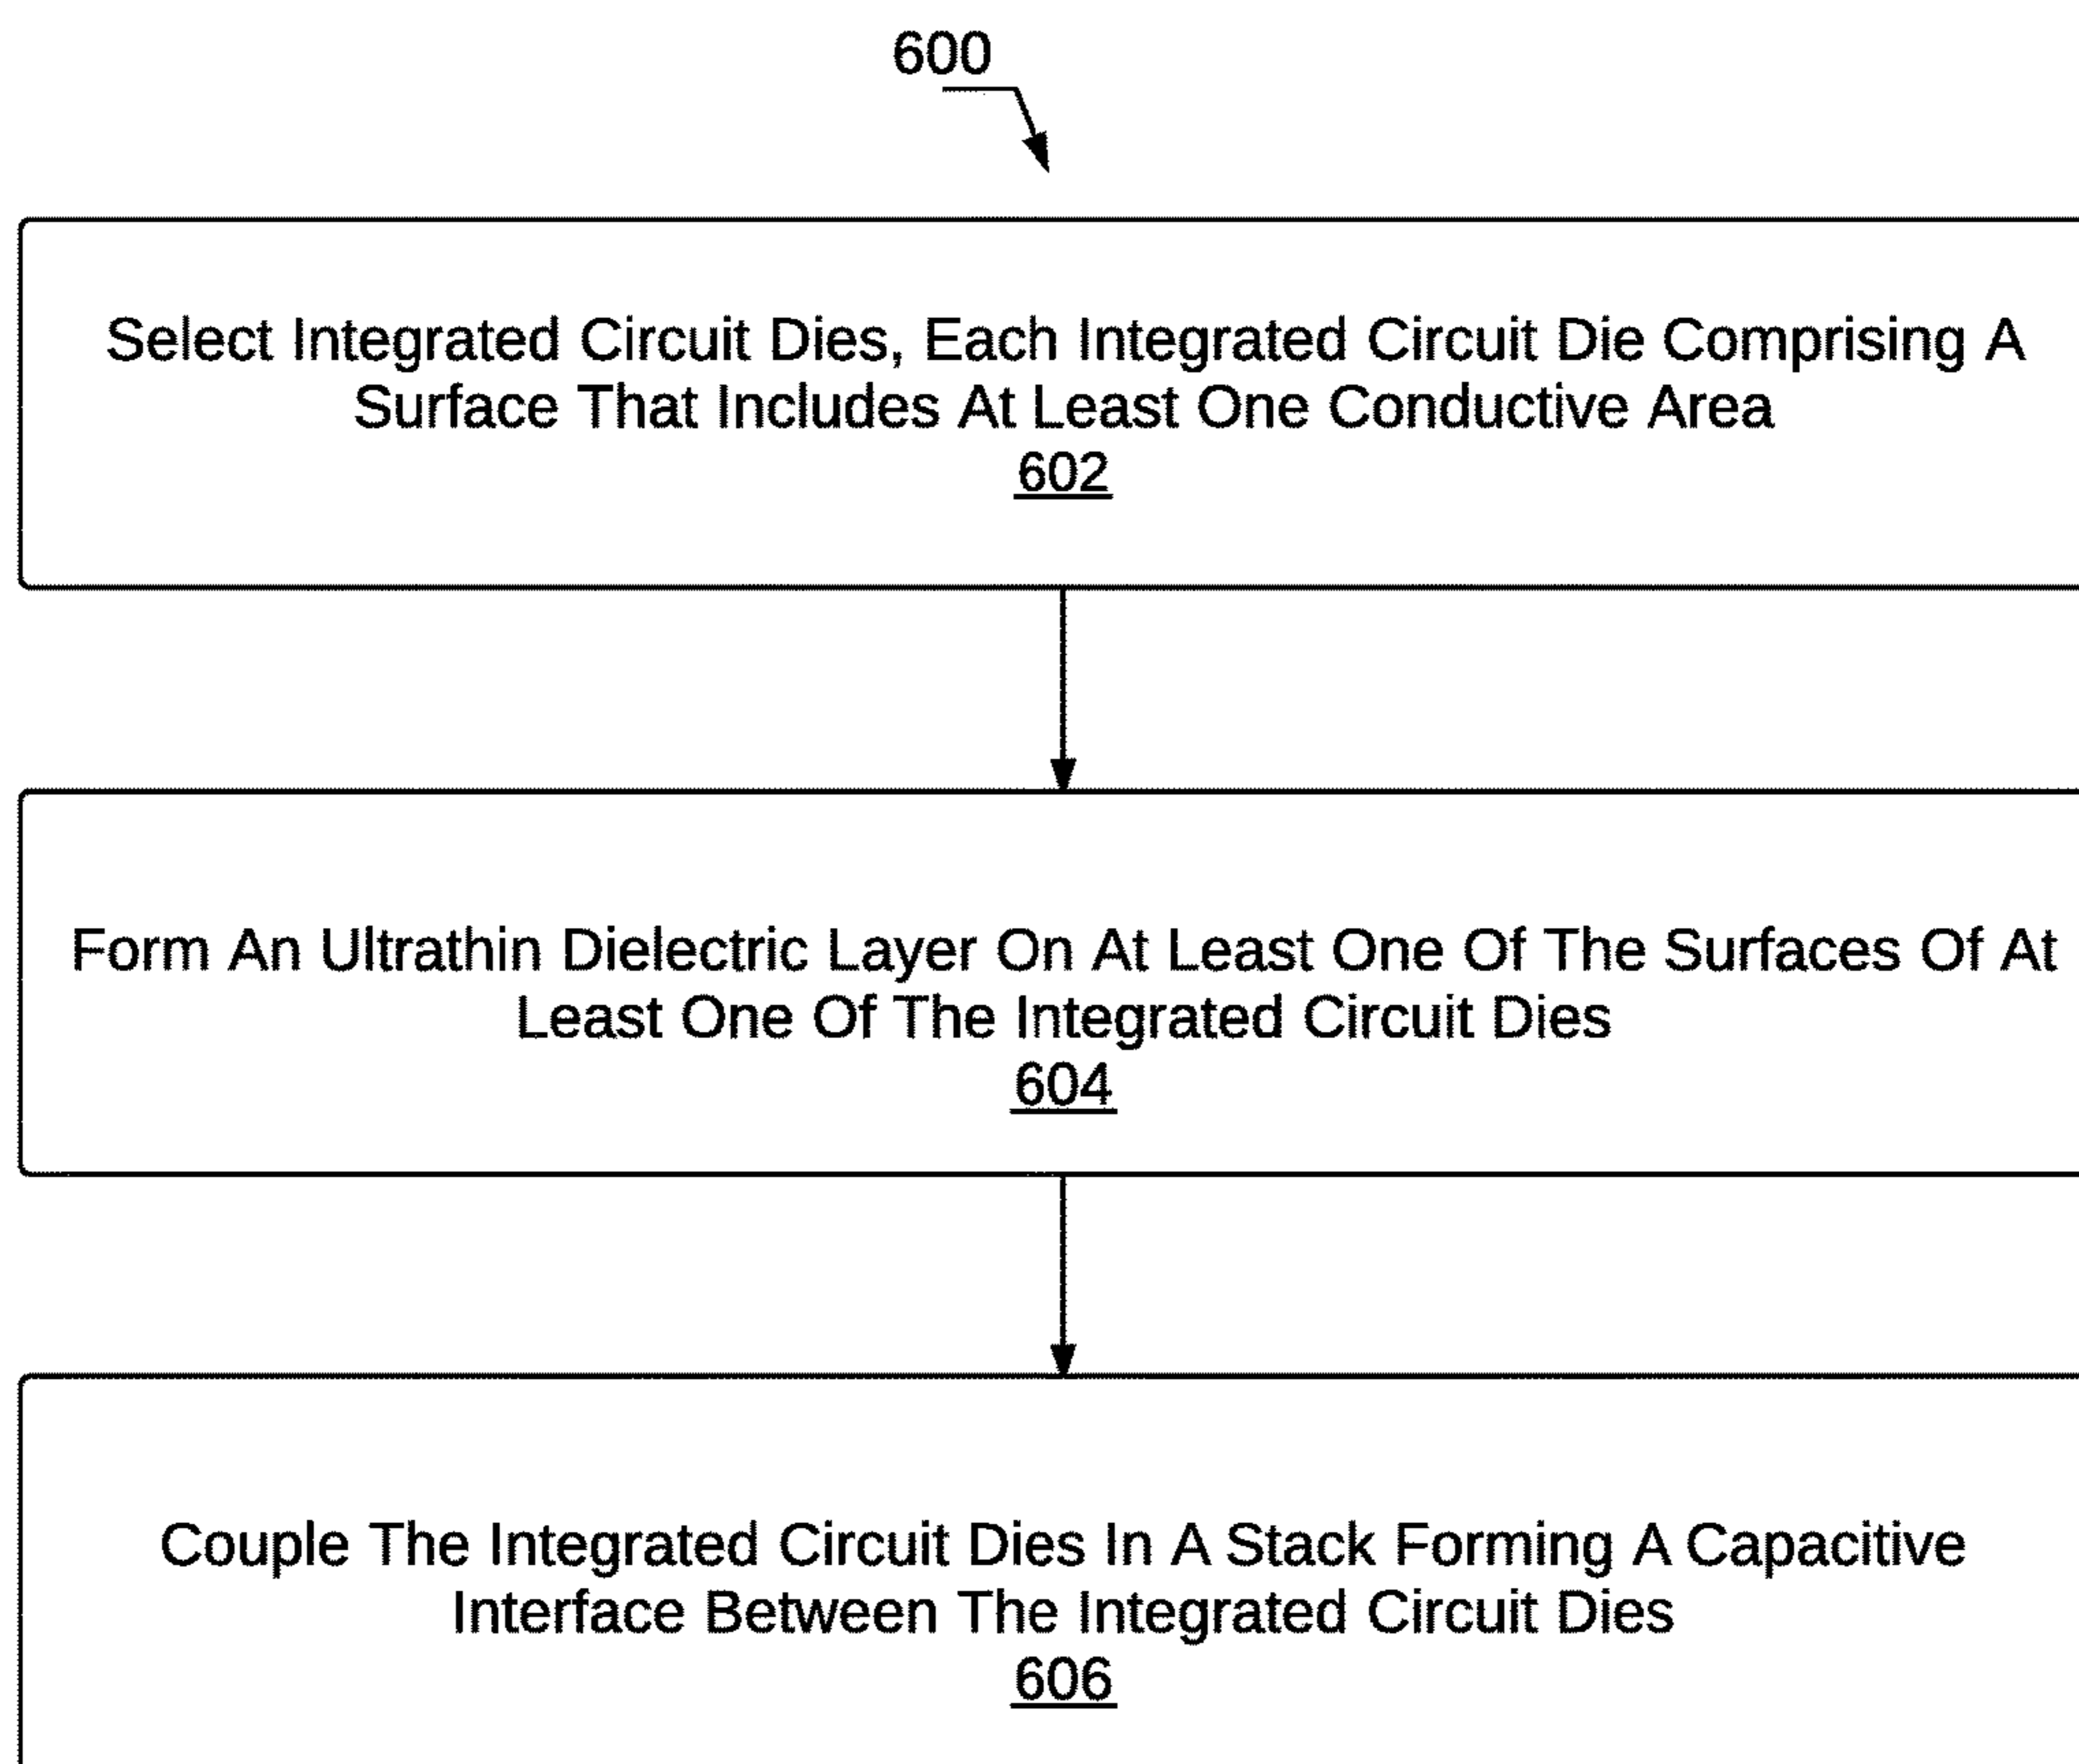 600
Select Integrated Circuit Dies, Each Integrated Circuit Die Comprising A
Surface That Includes At Least One Conductive Area
602
Form An Ultrathin Dielectric Layer On At Least One Of The Surfaces Of At
Least One Of The Integrated Circuit Dies
604
Couple The Integrated Circuit Dies In A Stack Forming A Capacitive
Interface Between The Integrated Circuit Dies
606